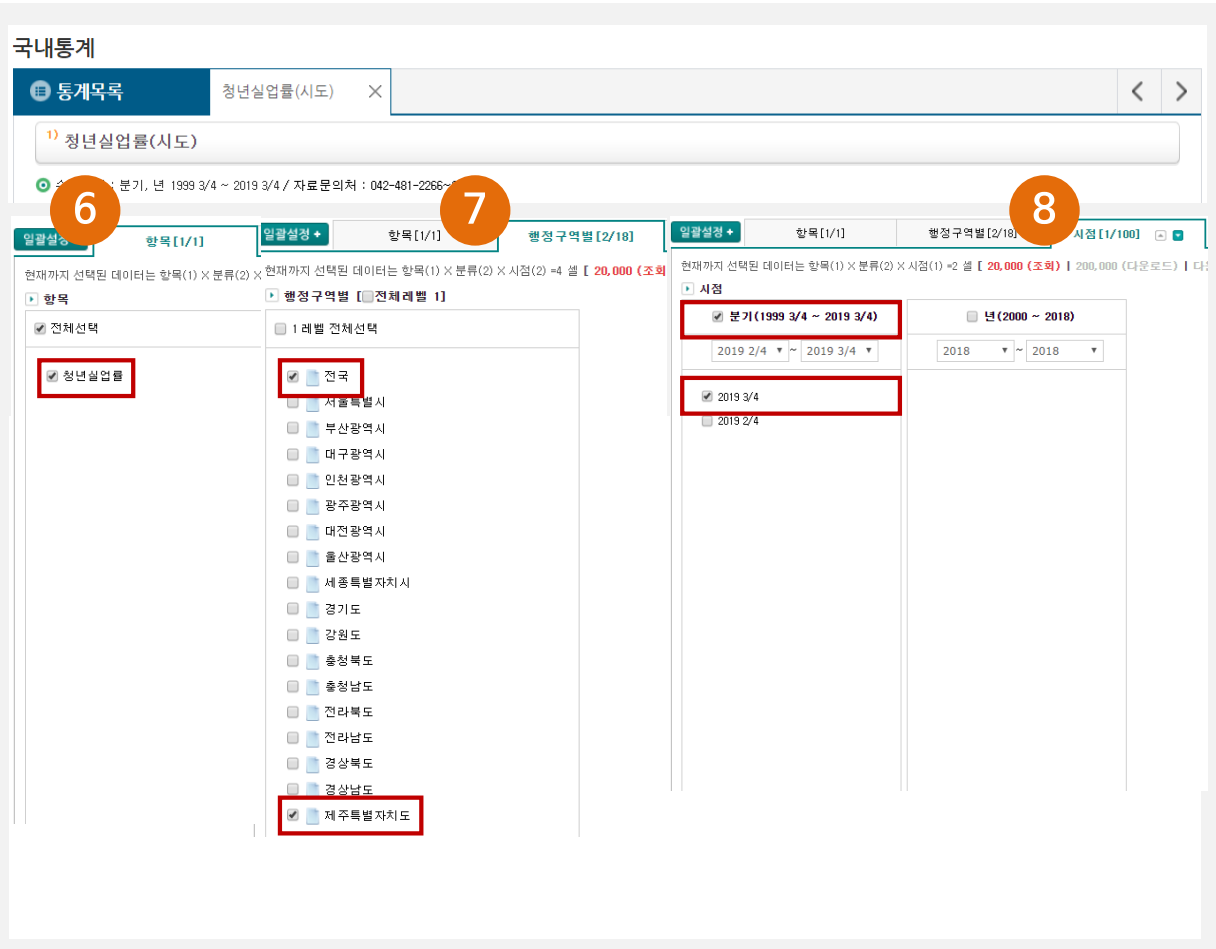 국내통계
통계목록
청년실업률(시도)
1) 청년실업률(시도)
: 분기, 년 1999 3/4 ~ 2019 3/4 / 자료문의처 : 042-481-2266~
6
일괄설정
항목[1/1]
현재까지 선택된 데이터는 항목(1) X 분류(2) X
항목
전체선택
청년실업률
7
일괄설정 +
항목[1/1]
행정구역별[2/18]
현재까지 선택된 데이터는 항목(1) X 분류(2) X 시점(2) =4 셀 [ 20,000 (조회
행정구역별 [전체레벨 1]
1 레벨 전체선택
전국
서울특별시
부산광역시
대구광역시
인천광역시
광주광역시
대전광역시
울산광역시
세종특별자치시
경기도
강원도
충청북도
충청남도
전라북도
전라남도
경상북도
경상남도
제주특별자치도
8
일괄설정 +
항목[1/1]
행정구역별[2/18]
시점[1/100]
현재까지 선택된 데이터는 항목(1) X 분류(2) X 시점(1) =2 셀 [ 20,000 (조회) | 200,000 (다운로드) |
시점
분기(1999 3/4 ~ 2019 3/4)
년(2000 ~ 2018)
2019 2/4 ~ 2019 3/4
2018 ~ 2018
2019 3/4
2019 2/4